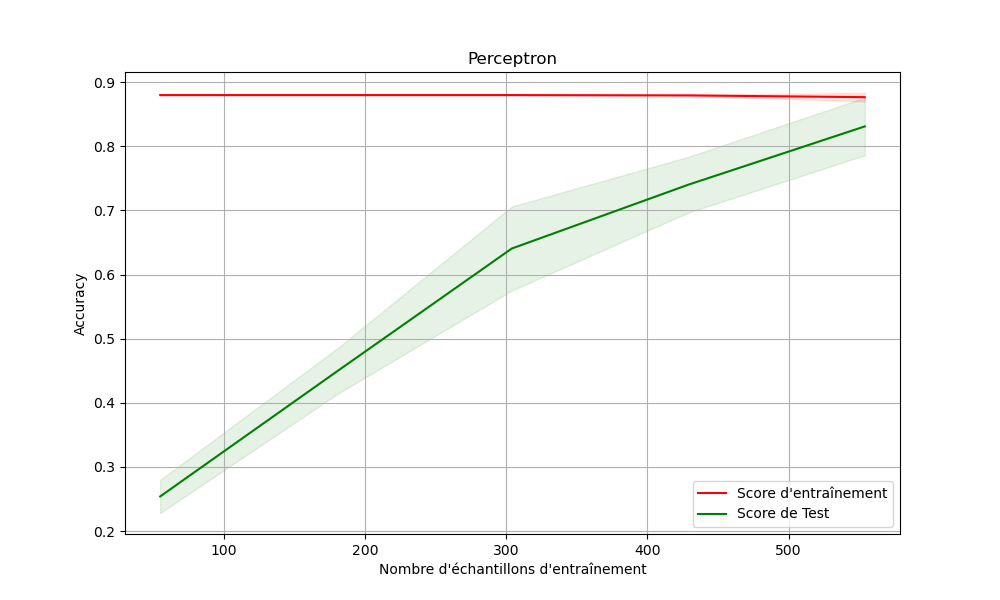 Perceptron
0.9
0.8
0.7
0.6
0.5
0.4
0.3
0.2
Accuracy
Score d'entraînement
Score de Test
100 200 300 400 500
Nombre d'échantillons d'entraînement